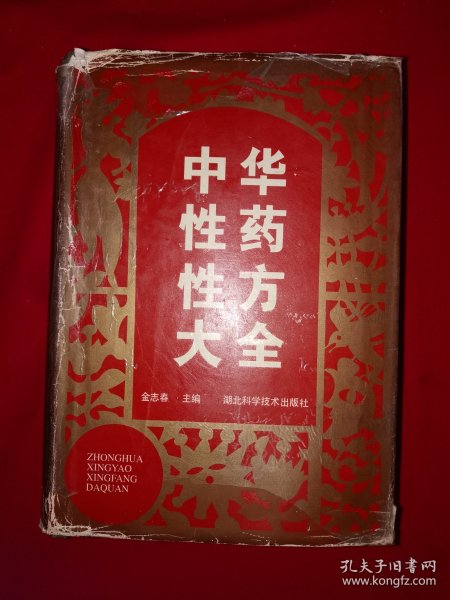 中华
性药
性方
大全
金志春 · 主编 湖北科学技术出版社
ZHONGHUA
XINGYAO
XINGFANG
DAQUAN
孔夫子旧书网
www.kongfz.com